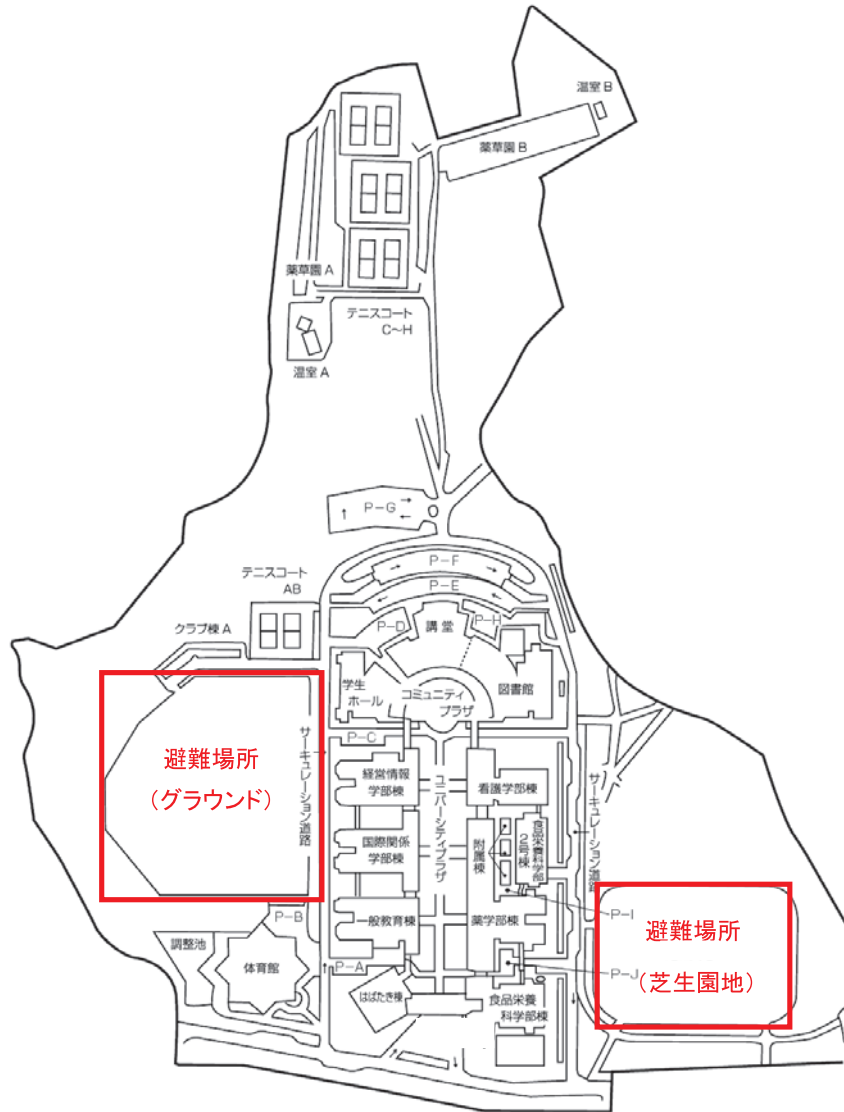 温室 B
薬草園 B
薬草園 A
テニスコート
C～H
温室 A
P-G
P-F
P-E
テニスコート
AB
クラブ棟 A
P-D
講 堂
P-H
学生
ホール
コミュニティ
プラザ
図書館
避難場所
（グラウンド）
サーキュレーション道路
P-C
経営情報
学部棟
ユニバーシティプラザ
看護学部棟
サーキュレーション道路
国際関係
学部棟
附属棟
食品栄養科学部
2号棟
一般教育棟
薬学部棟
P-I
避難場所
（芝生園地）
P-J
P-B
調整池
体育館
P-A
はばたき棟
食品栄養
科学部棟